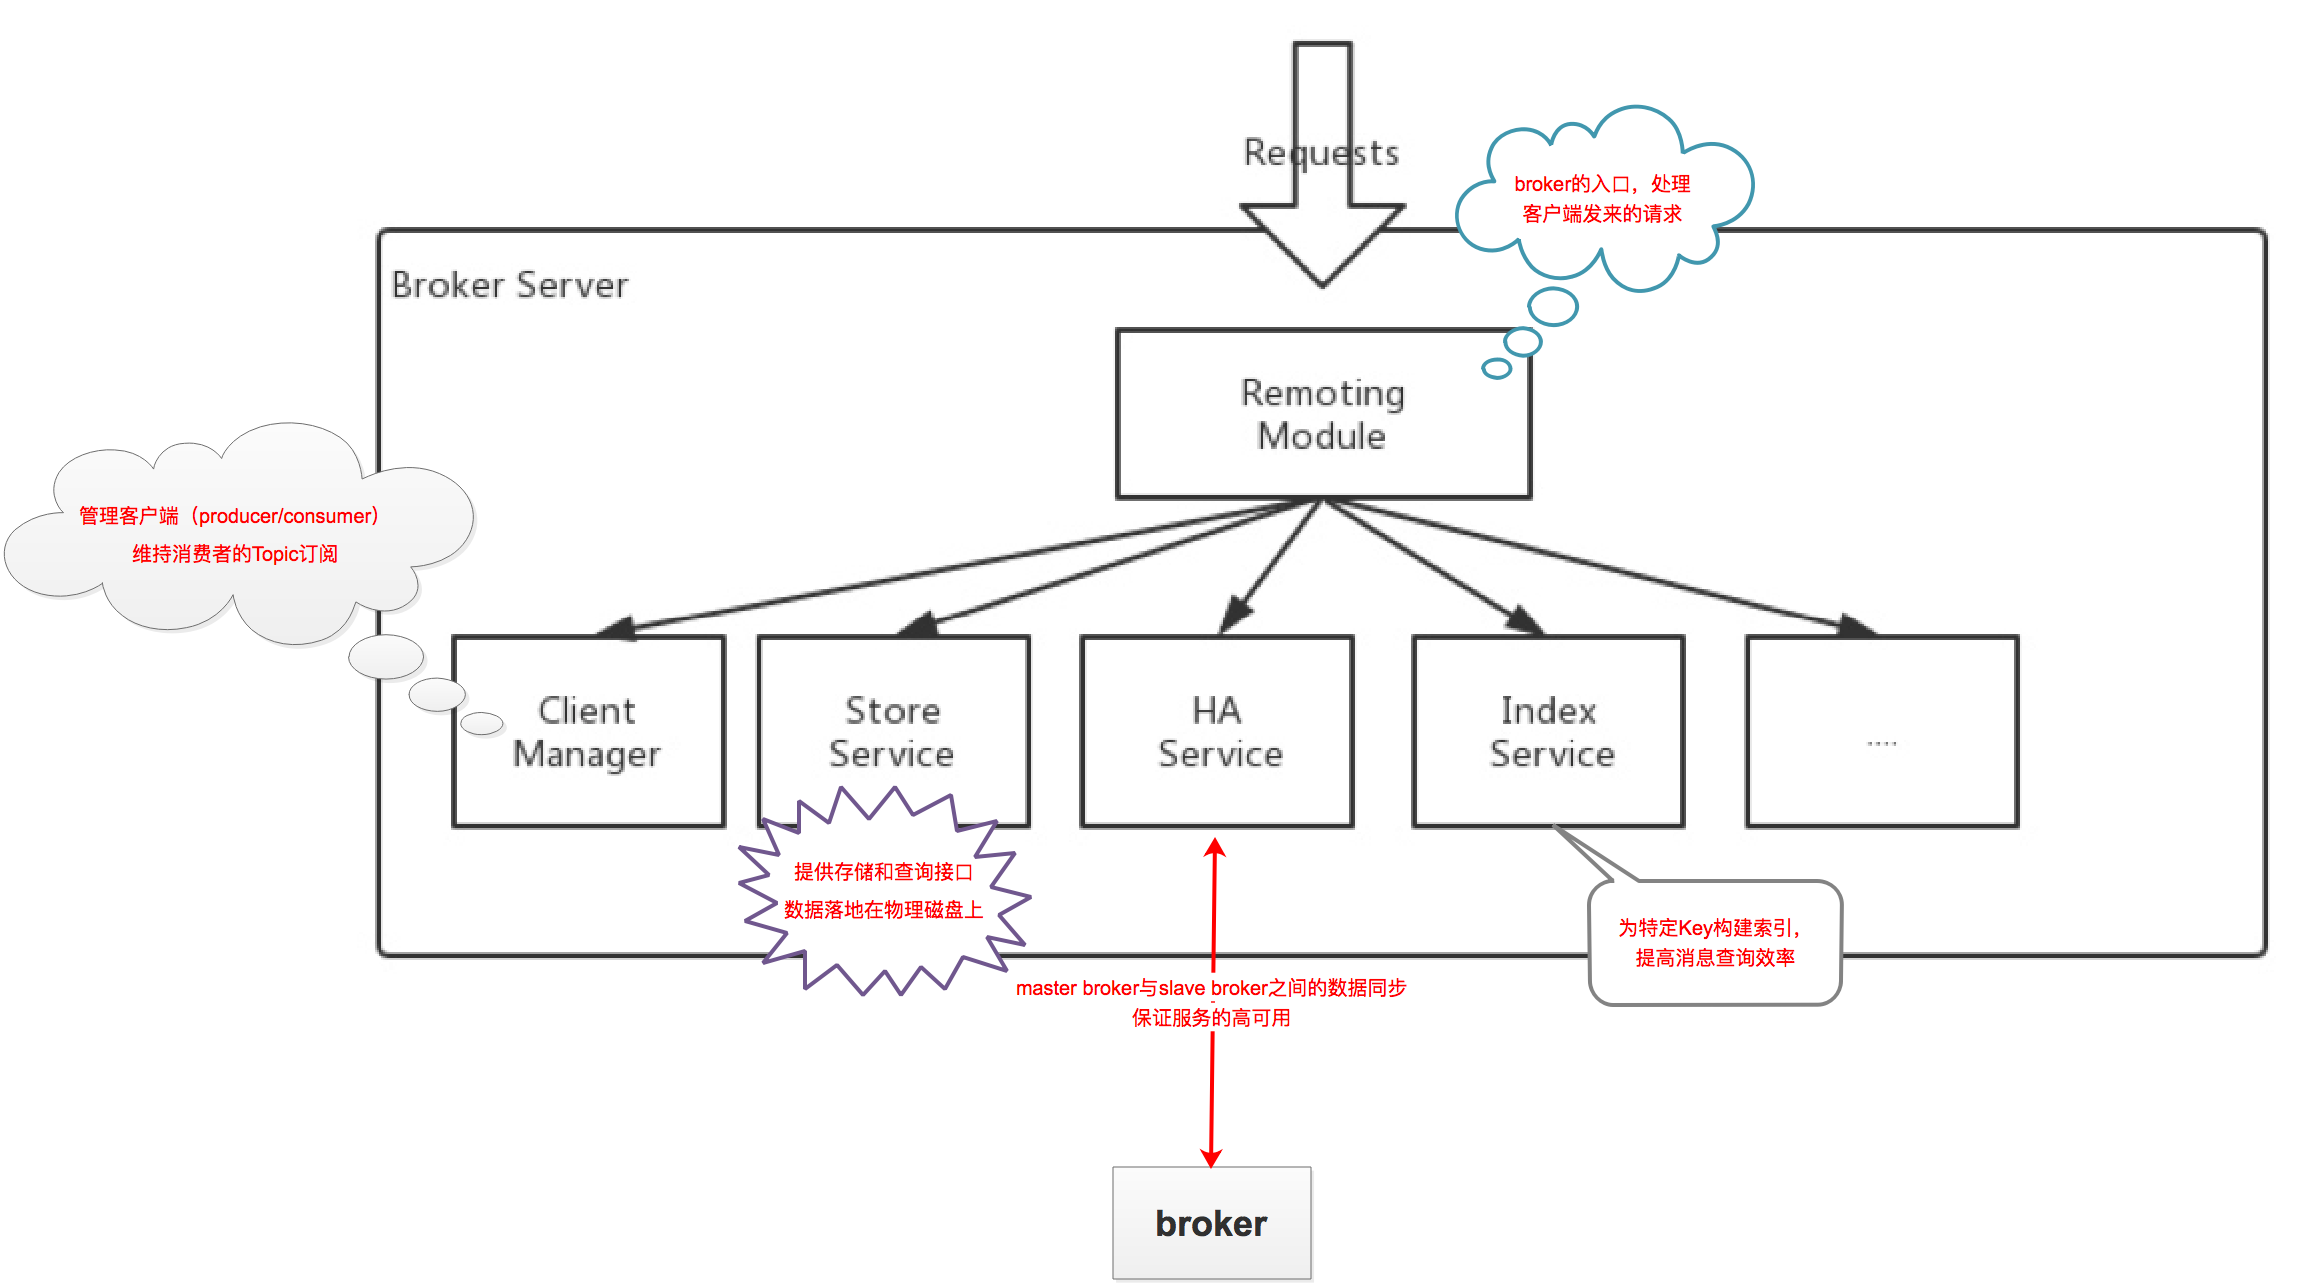 Requests
broker的入口，处理
客户端发来的请求
Broker Server
Remoting
Module
管理客户端（producer/consumer）
维持消费者的Topic订阅
Client
Manager
Store
Service
HA
Service
Index
Service
....
提供存储和查询接口
数据落地在物理磁盘上
为特定Key构建索引，
提高消息查询效率
master broker与slave broker之间的数据同步
保证服务的高可用
broker